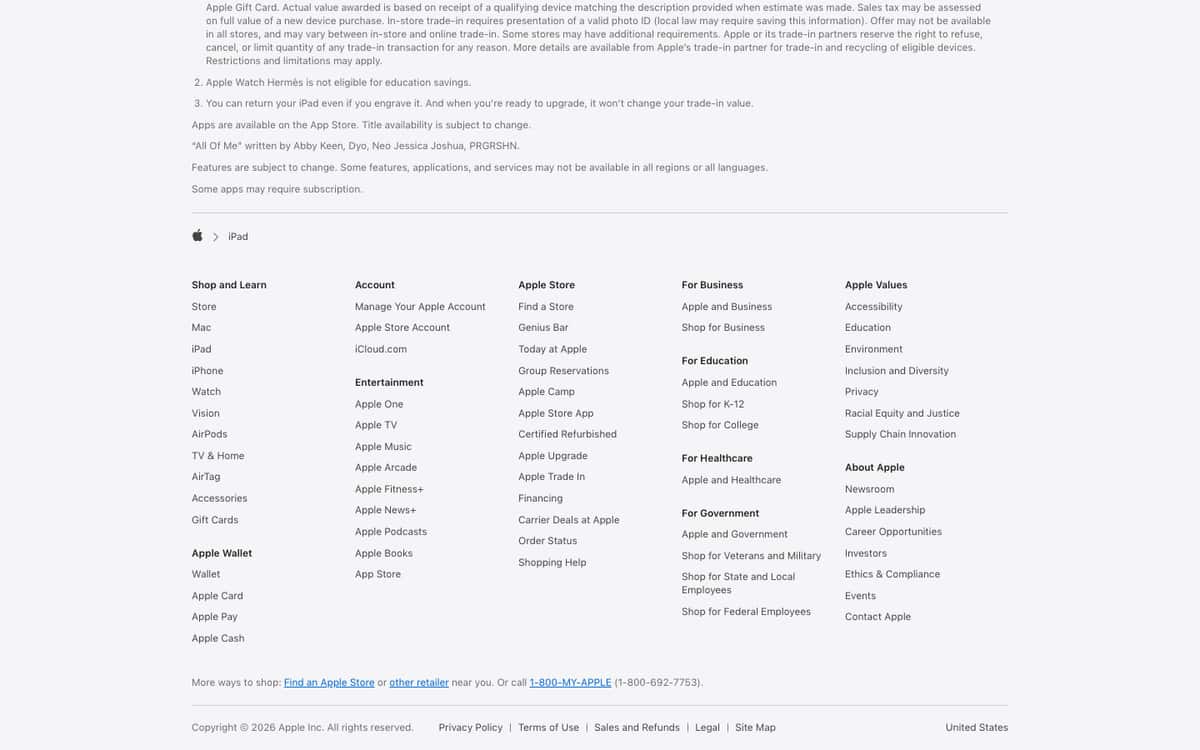 Apple Gift Card. Actual value awarded is based on receipt of a qualifying device matching the description provided when estimate was made. Sales tax may be assessed
on full value of a new device purchase. In-store trade-in requires presentation of a valid photo ID (local law may require saving this information). Offer may not be available
in all stores, and may vary between in-store and online trade-in. Some stores may have additional requirements. Apple or its trade-in partners reserve the right to refuse,
cancel, or limit quantity of any trade-in transaction for any reason. More details are available from Apple's trade-in partner for trade-in and recycling of eligible devices.
Restrictions and limitations may apply.
2. Apple Watch Hermès is not eligible for education savings.
3. You can return your iPad even if you engrave it. And when you're ready to upgrade, it won't change your trade-in value.
Apps are available on the App Store. Title availability is subject to change.
“All Of Me” written by Abby Keen, Dyo, Neo Jessica Joshua, PRGRSHN.
Features are subject to change. Some features, applications, and services may not be available in all regions or all languages.
Some apps may require subscription.
iPad
Shop and Learn
Store
Mac
iPad
iPhone
Watch
Vision
AirPods
TV & Home
AirTag
Accessories
Gift Cards
Apple Wallet
Wallet
Apple Card
Apple Pay
Apple Cash
Account
Manage Your Apple Account
Apple Store Account
iCloud.com
Entertainment
Apple One
Apple TV
Apple Music
Apple Arcade
Apple Fitness+
Apple News+
Apple Podcasts
Apple Books
App Store
Apple Store
Find a Store
Genius Bar
Today at Apple
Group Reservations
Apple Camp
Apple Store App
Certified Refurbished
Apple Upgrade
Apple Trade In
Financing
Carrier Deals at Apple
Order Status
Shopping Help
For Business
Apple and Business
Shop for Business
For Education
Apple and Education
Shop for K-12
Shop for College
For Healthcare
Apple and Healthcare
For Government
Apple and Government
Shop for Veterans and Military
Shop for State and Local
Employees
Shop for Federal Employees
Apple Values
Accessibility
Education
Environment
Inclusion and Diversity
Privacy
Racial Equity and Justice
Supply Chain Innovation
About Apple
Newsroom
Apple Leadership
Career Opportunities
Investors
Ethics & Compliance
Events
Contact Apple
More ways to shop: Find an Apple Store or other retailer near you. Or call 1-800-MY-APPLE (1-800-692-7753).
Copyright © 2026 Apple Inc. All rights reserved. Privacy Policy | Terms of Use | Sales and Refunds | Legal | Site Map United States